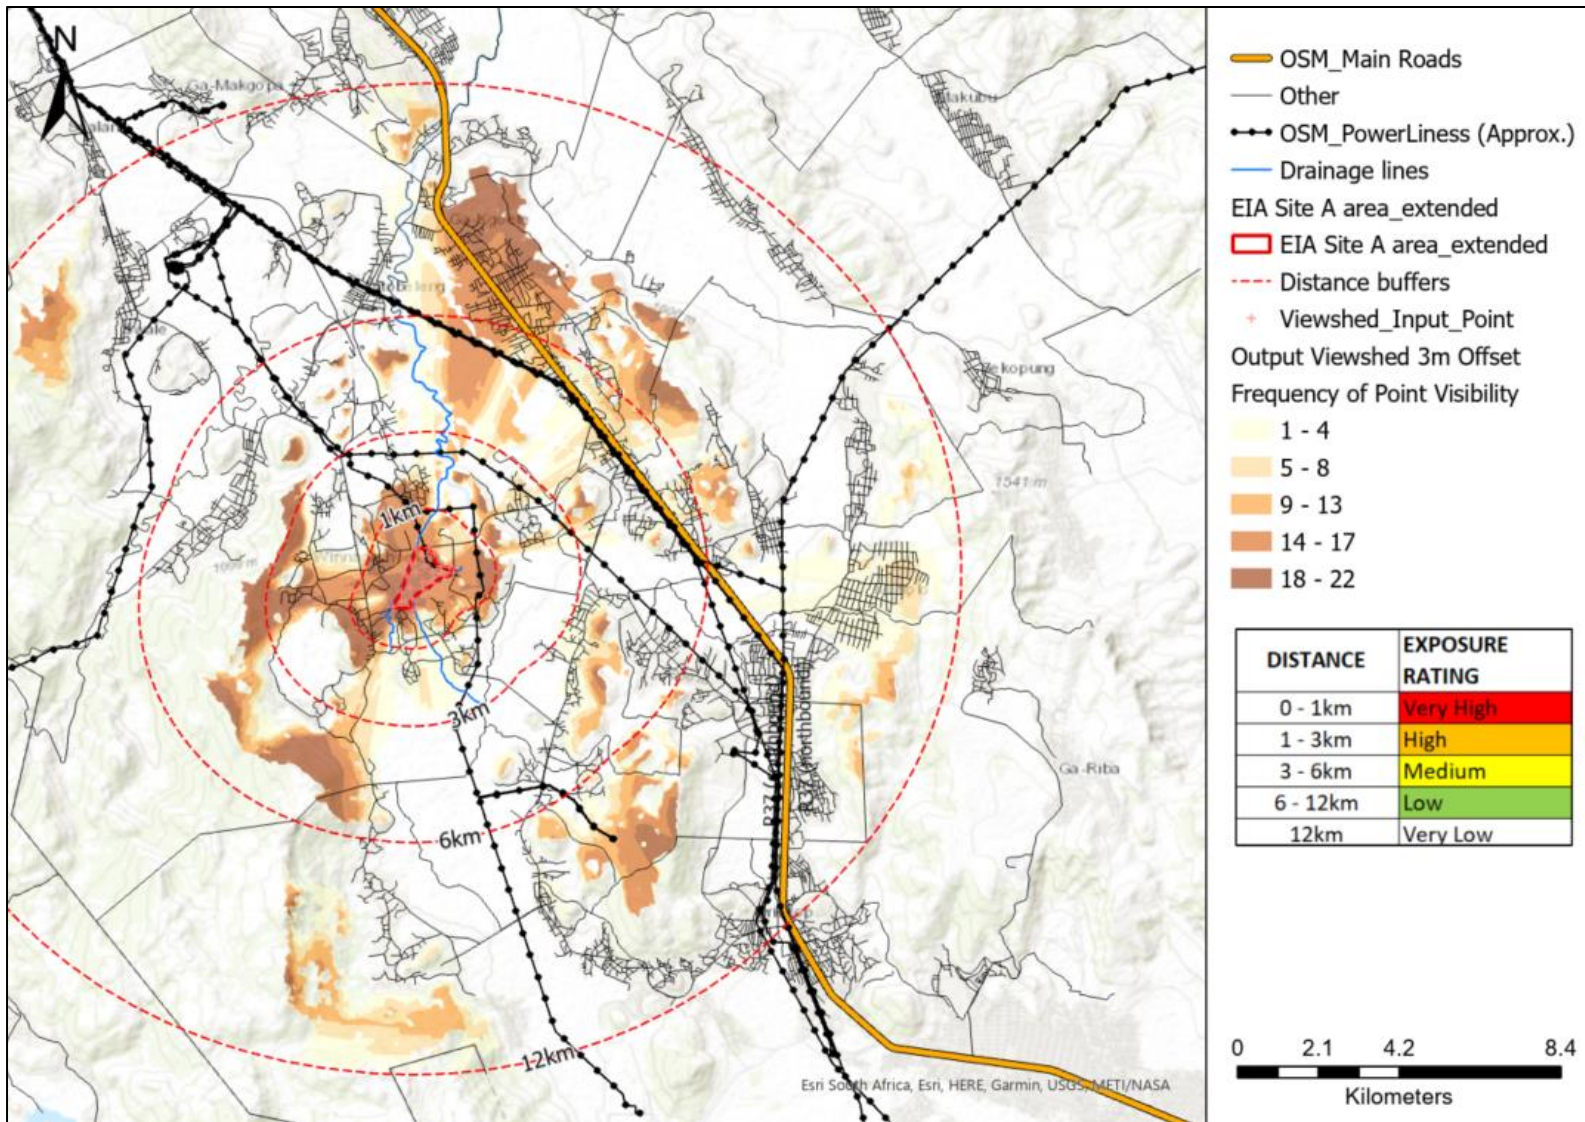 N
Ga-Makgopa
Makubu
1km
1541 m
3km
Ga-Riba
6km
R37 (northbound)
12km
Esri South Africa, Esri, HERE, Garmin, USGS, METI/NASA
OSM_Main Roads
Other
OSM_PowerLiness (Approx.)
Drainage lines
EIA Site A area_extended
EIA Site A area_extended
Distance buffers
Viewshed_Input_Point
Output Viewshed 3m Offset
Frequency of Point Visibility
1 - 4
5 - 8
9 - 13
14 - 17
18 - 22
DISTANCE EXPOSURE RATING
0 - 1km Very High
1 - 3km High
3 - 6km Medium
6 - 12km Low
12km Very Low
0 2.1 4.2 8.4
Kilometers